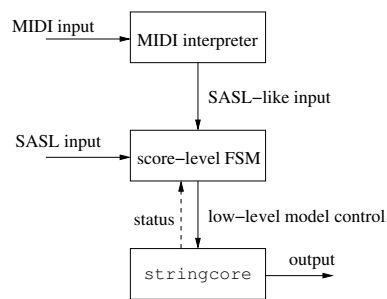 MIDI input
MIDI interpreter
SASL-like input
SASL input
score-level FSM
status
low-level model control
output
stringcore